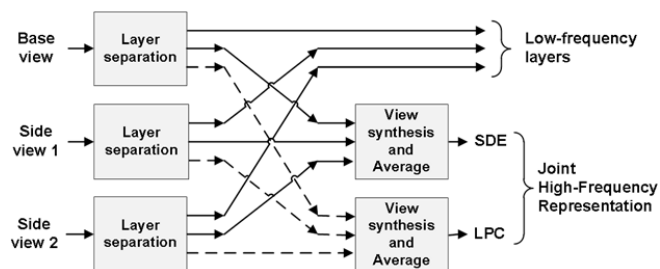 Base
view
Layer
separation
Low-frequency
layers
Side
view 1
Layer
separation
View
synthesis
and
Average
SDE
Joint
High-Frequency
Representation
Side
view 2
Layer
separation
View
synthesis
and
Average
LPC